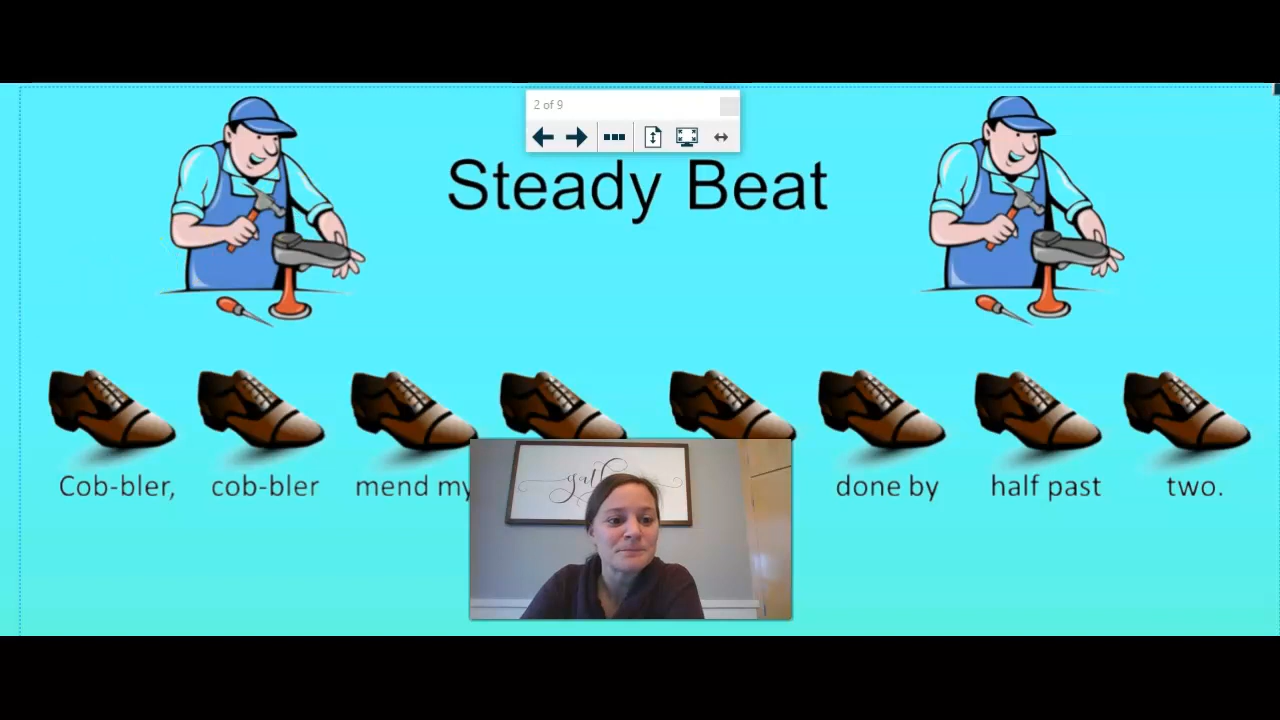 2 of 9
Steady Beat
Cob-bler, cob-bler mend my done by half past two.